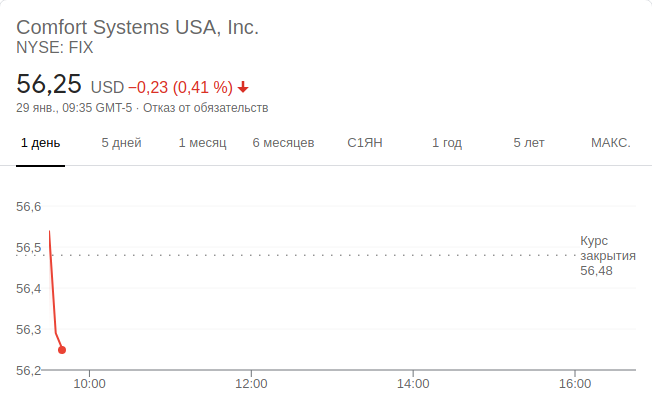 Comfort Systems USA, Inc.
NYSE: FIX
56,25 USD −0,23 (0,41 %)
29 янв., 09:35 GMT-5 · Отказ от обязательств
1 день 5 дней 1 месяц 6 месяцев С1ЯН 1 год 5 лет МАКС.
56,6
56,5
56,4
56,3
56,2
Курс
закрытия
56,48
10:00 12:00 14:00 16:00